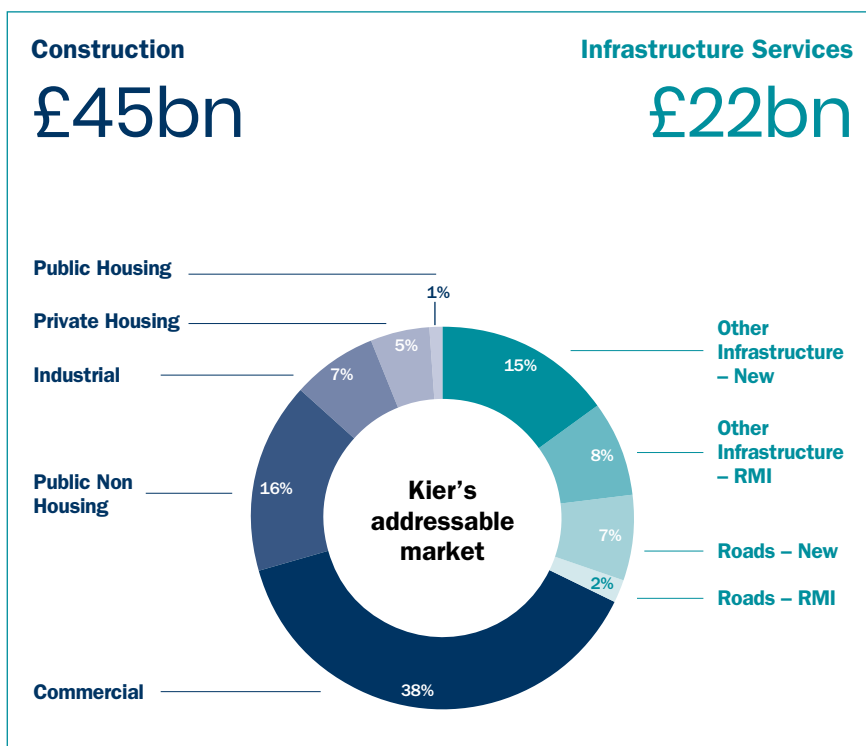 Construction
£45bn
Infrastructure Services
£22bn
Public Housing
1%
Private Housing
5%
Industrial
7%
Public Non
Housing
16%
Commercial
38%
Kier's
addressable
market
15%
Other
Infrastructure
– New
8%
Other
Infrastructure
– RMI
7%
Roads – New
2%
Roads – RMI